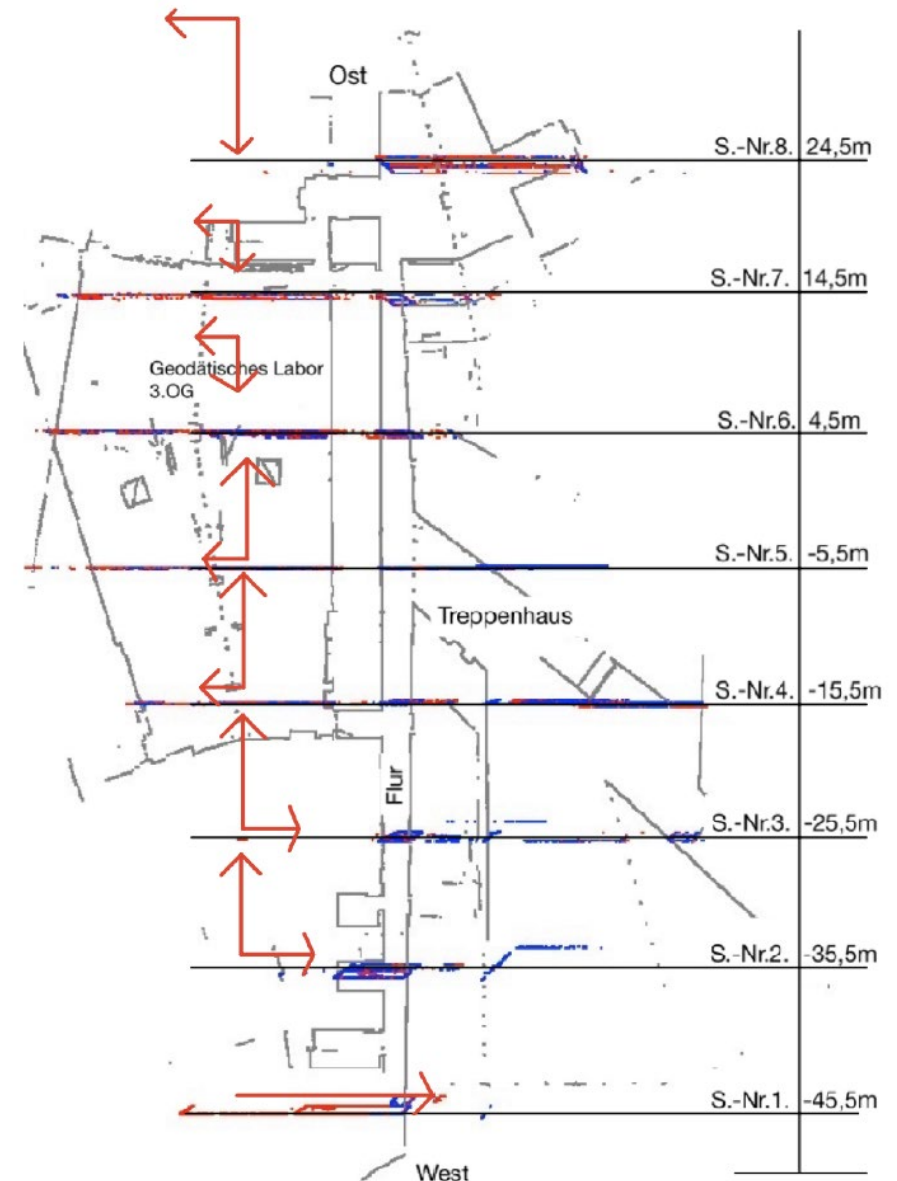 Ost
S.-Nr.8. 24,5m
S.-Nr.7. 14,5m
Geodätisches Labor
3.OG
S.-Nr.6. 4,5m
S.-Nr.5. -5,5m
Treppenhaus
S.-Nr.4. -15,5m
Flur
S.-Nr.3. -25,5m
S.-Nr.2. -35,5m
S.-Nr.1. -45,5m
West